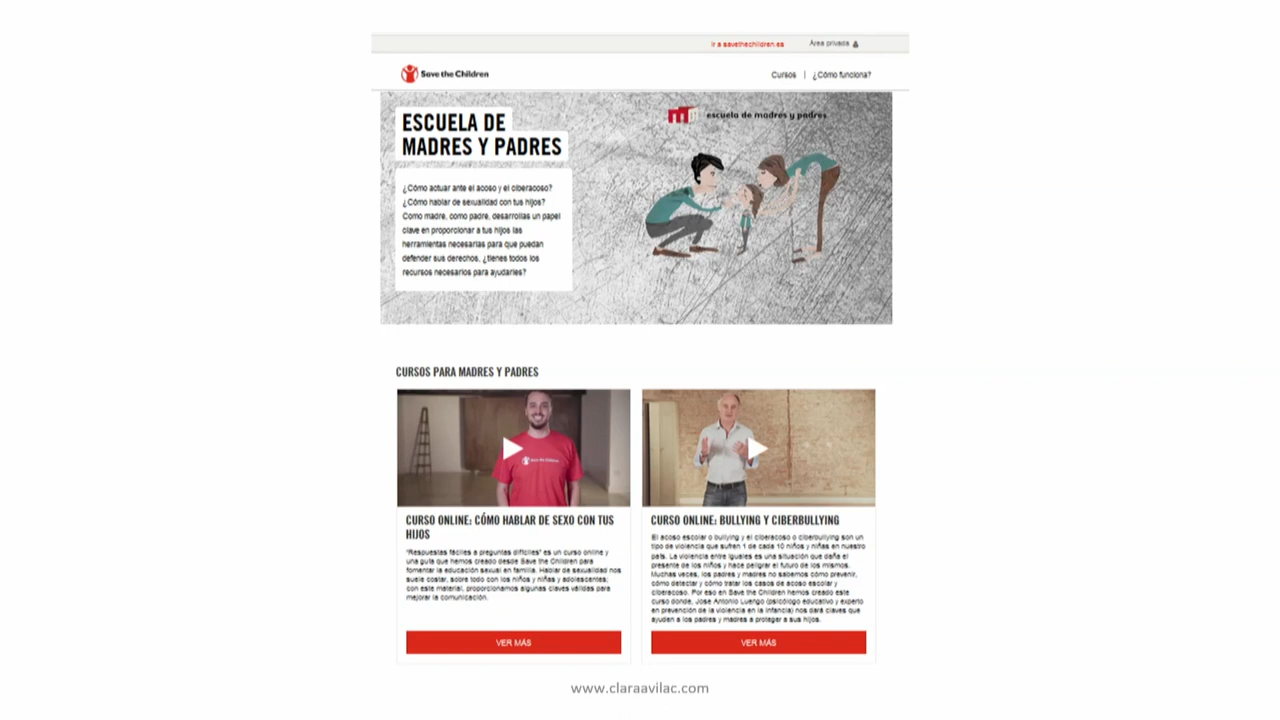 Ir a savethechildren.es
Área privada
Save the Children
Cursos | ¿Cómo funciona?
ESCUELA DE
MADRES Y PADRES
escuela de madres y padres
¿Cómo actuar ante el acoso y el ciberacoso?
¿Cómo hablar de sexualidad con tus hijos?
Como madre, como padre, desarrollas un papel
clave en proporcionar a tus hijos las
herramientas necesarias para que puedan
defender sus derechos, ¿tienes todos los
recursos necesarios para ayudarles?
CURSOS PARA MADRES Y PADRES
Save the Children
CURSO ONLINE: CÓMO HABLAR DE SEXO CON TUS
HIJOS
"Respuestas fáciles a preguntas difíciles" es un curso online y
una guía que hemos creado desde Save the Children para
fomentar la educación sexual en familia. Hablar de sexualidad nos
suele costar, sobre todo con los niños y niñas y adolescentes;
con este material, proporcionamos algunas claves válidas para
mejorar la comunicación.
VER MÁS
CURSO ONLINE: BULLYING Y CIBERBULLYING
El acoso escolar o bullying y el ciberacoso o ciberbullying son un
tipo de violencia que sufren 1 de cada 10 niños y niñas en nuestro
país. La violencia entre iguales es una situación que daña el
presente de los niños y hace peligrar el futuro de los mismos.
Muchas veces, los padres y madres no sabemos cómo prevenir,
cómo detectar y cómo tratar los casos de acoso escolar y
ciberacoso. Por eso en Save the Children hemos creado este
curso donde, Jose Antonio Luengo (psicólogo educativo y experto
en prevención de la violencia en la infancia) nos dará claves que
ayuden a los padres y madres a proteger a sus hijos.
VER MÁS
www.claraavilac.com